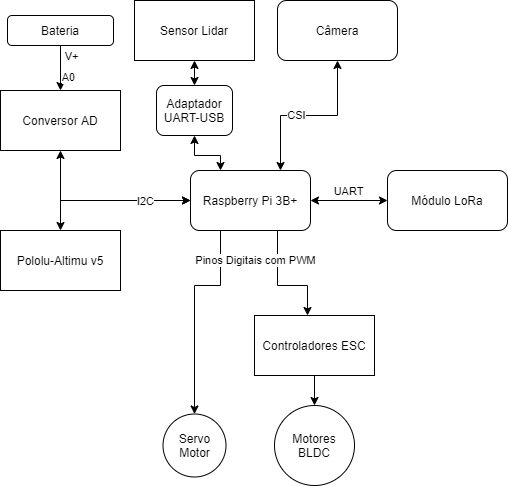 Bateria
Sensor Lidar
Câmera
V+
A0
Adaptador
UART-USB
Conversor AD
CSI
UART
I2C
Raspberry Pi 3B+
Módulo LoRa
Pololu-Altimu v5
Pinos Digitais com PWM
Controladores ESC
Servo
Motor
Motores
BLDC